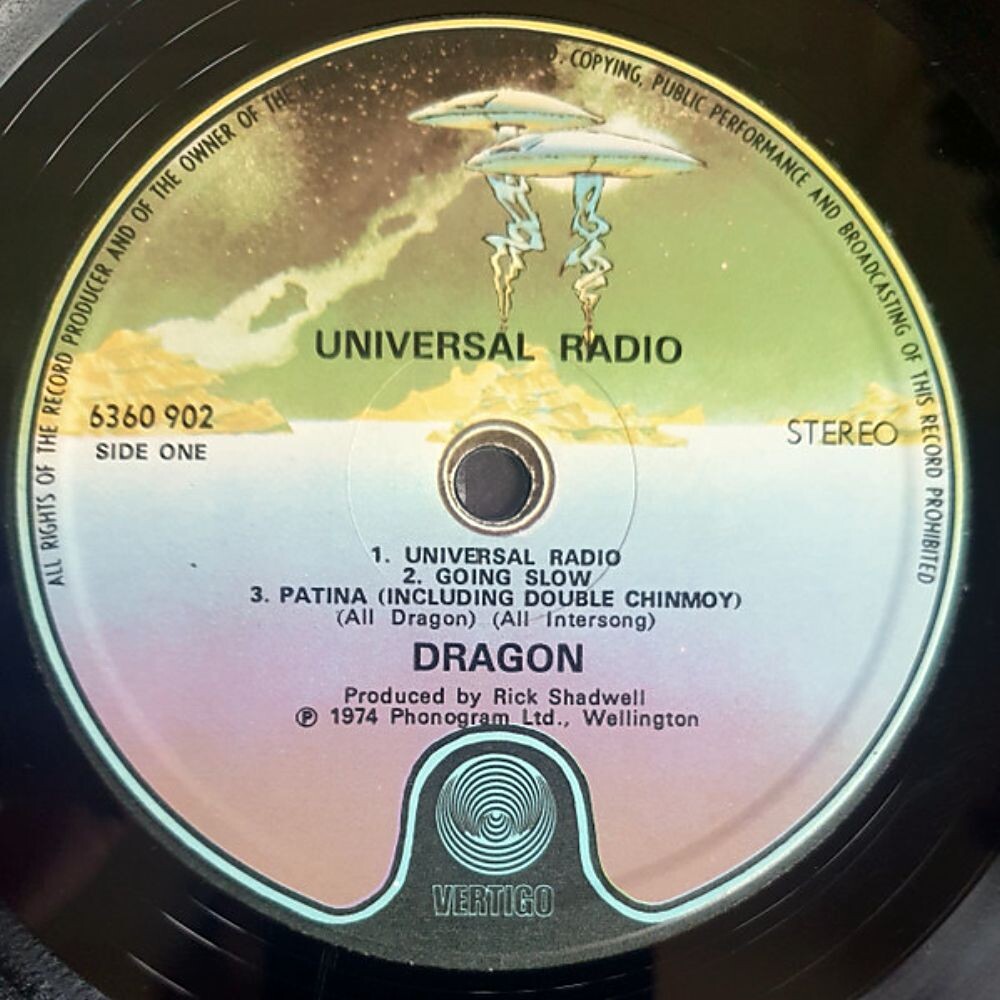 ALL RIGHTS OF THE RECORD PRODUCER AND OF THE OWNER OF THE
. COPYING, PUBLIC PERFORMANCE AND BROADCASTING OF THIS RECORD PROHIBITED
UNIVERSAL RADIO
6360 902
STEREO
SIDE ONE
1. UNIVERSAL RADIO
2. GOING SLOW
3. PATINA (INCLUDING DOUBLE CHINMOY)
(All Dragon) (All Intersong)
DRAGON
Produced by Rick Shadwell
℗ 1974 Phonogram Ltd., Wellington
VERTIGO